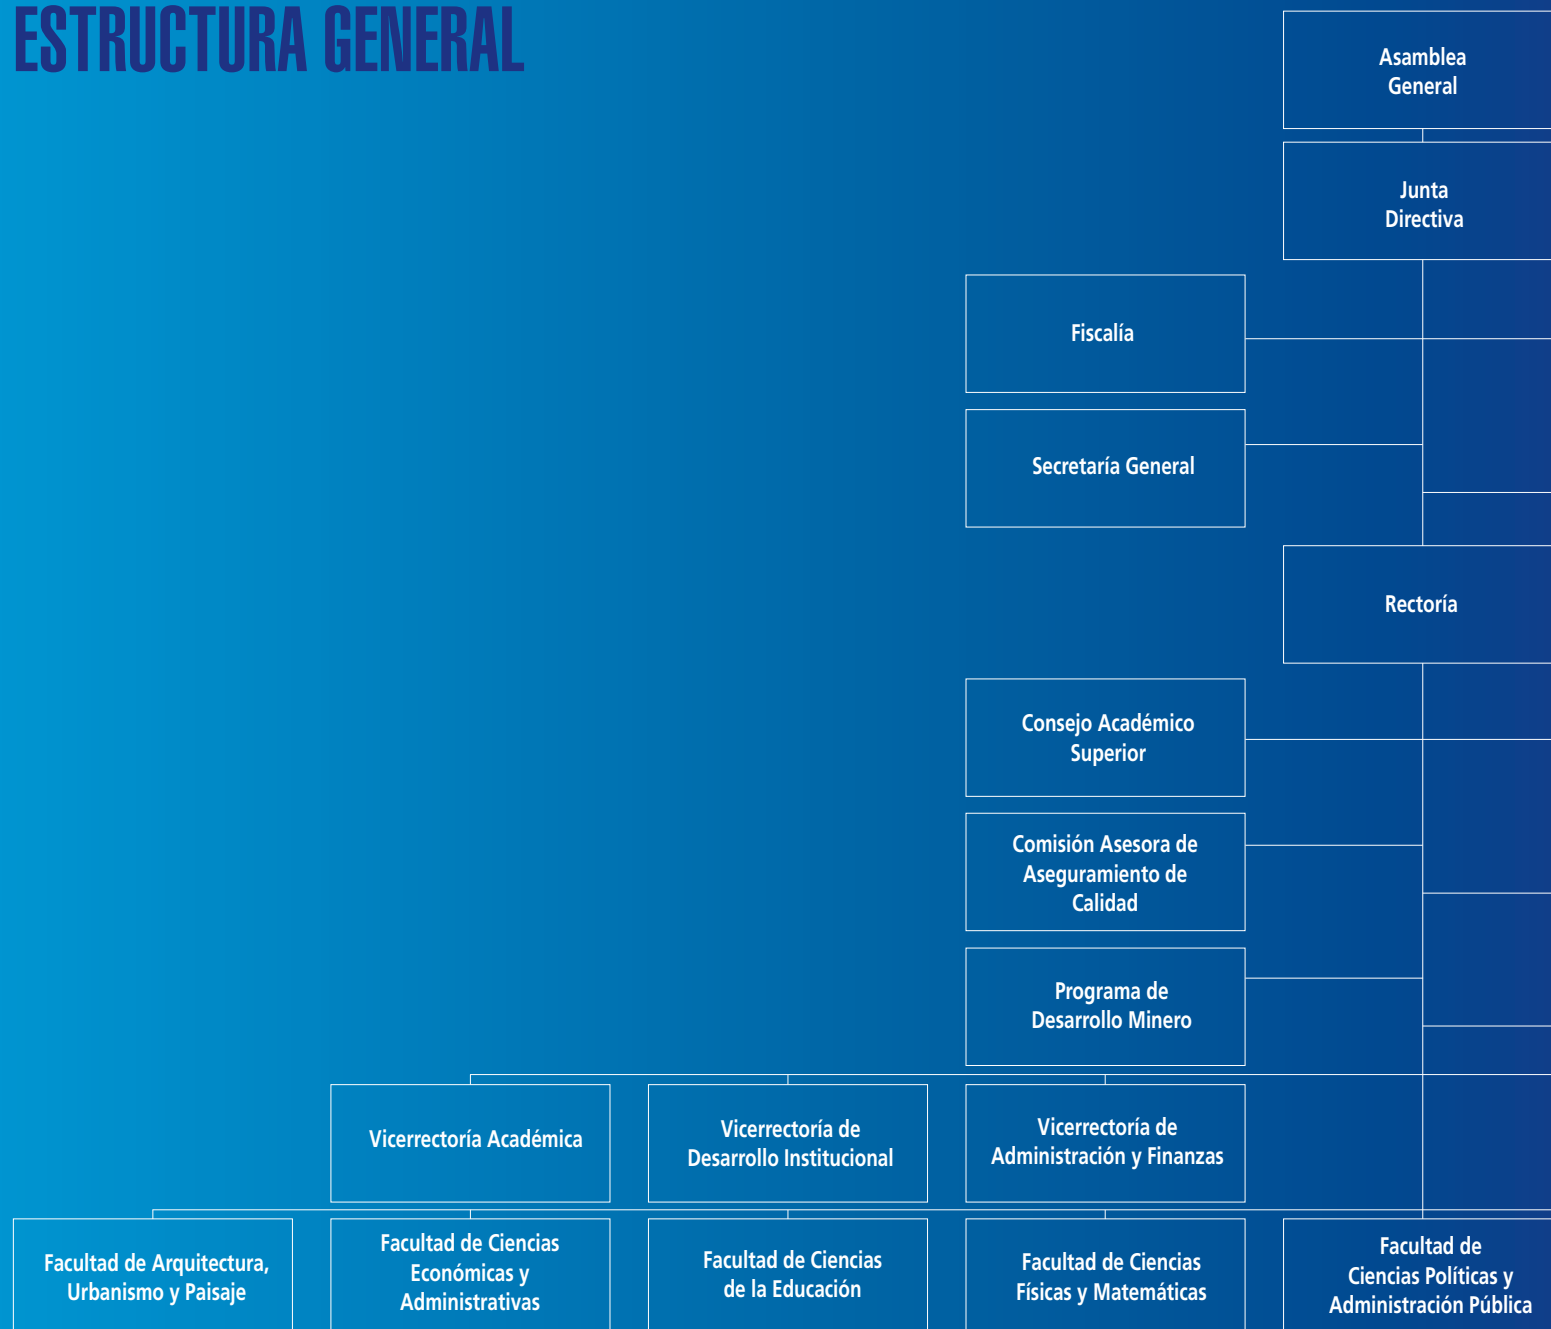 ESTRUCTURA GENERAL
Asamblea
General
Junta
Directiva
Fiscalía
Secretaría General
Rectoría
Consejo Académico
Superior
Comisión Asesora de
Aseguramiento de
Calidad
Programa de
Desarrollo Minero
Vicerrectoría Académica
Vicerrectoría de
Desarrollo Institucional
Vicerrectoría de
Administración y Finanzas
Facultad de Arquitectura,
Urbanismo y Paisaje
Facultad de Ciencias
Económicas y
Administrativas
Facultad de Ciencias
de la Educación
Facultad de Ciencias
Físicas y Matemáticas
Facultad de
Ciencias Políticas y
Administración Pública